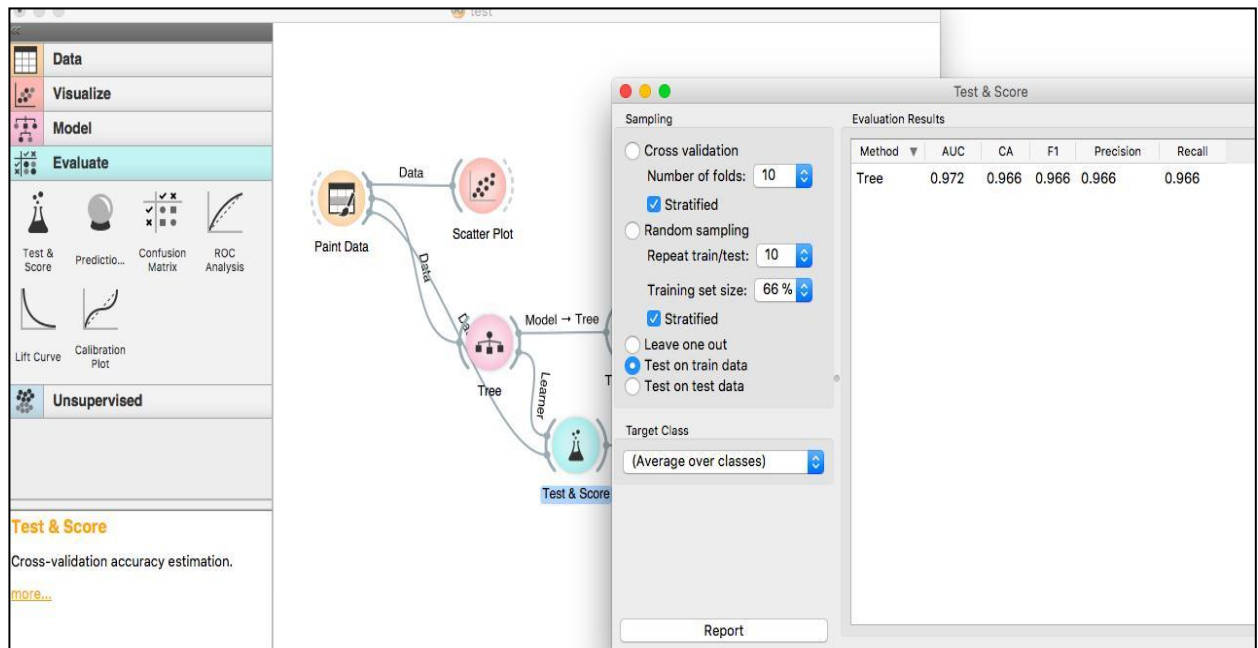 test
Data
Visualize
Model
Evaluate
Test &
Score
Predictio...
Confusion
Matrix
ROC
Analysis
Lift Curve
Calibration
Plot
Unsupervised
Test & Score
Cross-validation accuracy estimation.
more...
Paint Data
Data
Scatter Plot
Data
Da
Tree
Model → Tree
T
Learner
Test & Score
Test & Score
Sampling
Cross validation
Number of folds: 10
Stratified
Random sampling
Repeat train/test: 10
Training set size: 66 %
Stratified
Leave one out
Test on train data
Test on test data
Target Class
(Average over classes)
Report
Evaluation Results
Method AUC CA F1 Precision Recall
Tree 0.972 0.966 0.966 0.966 0.966